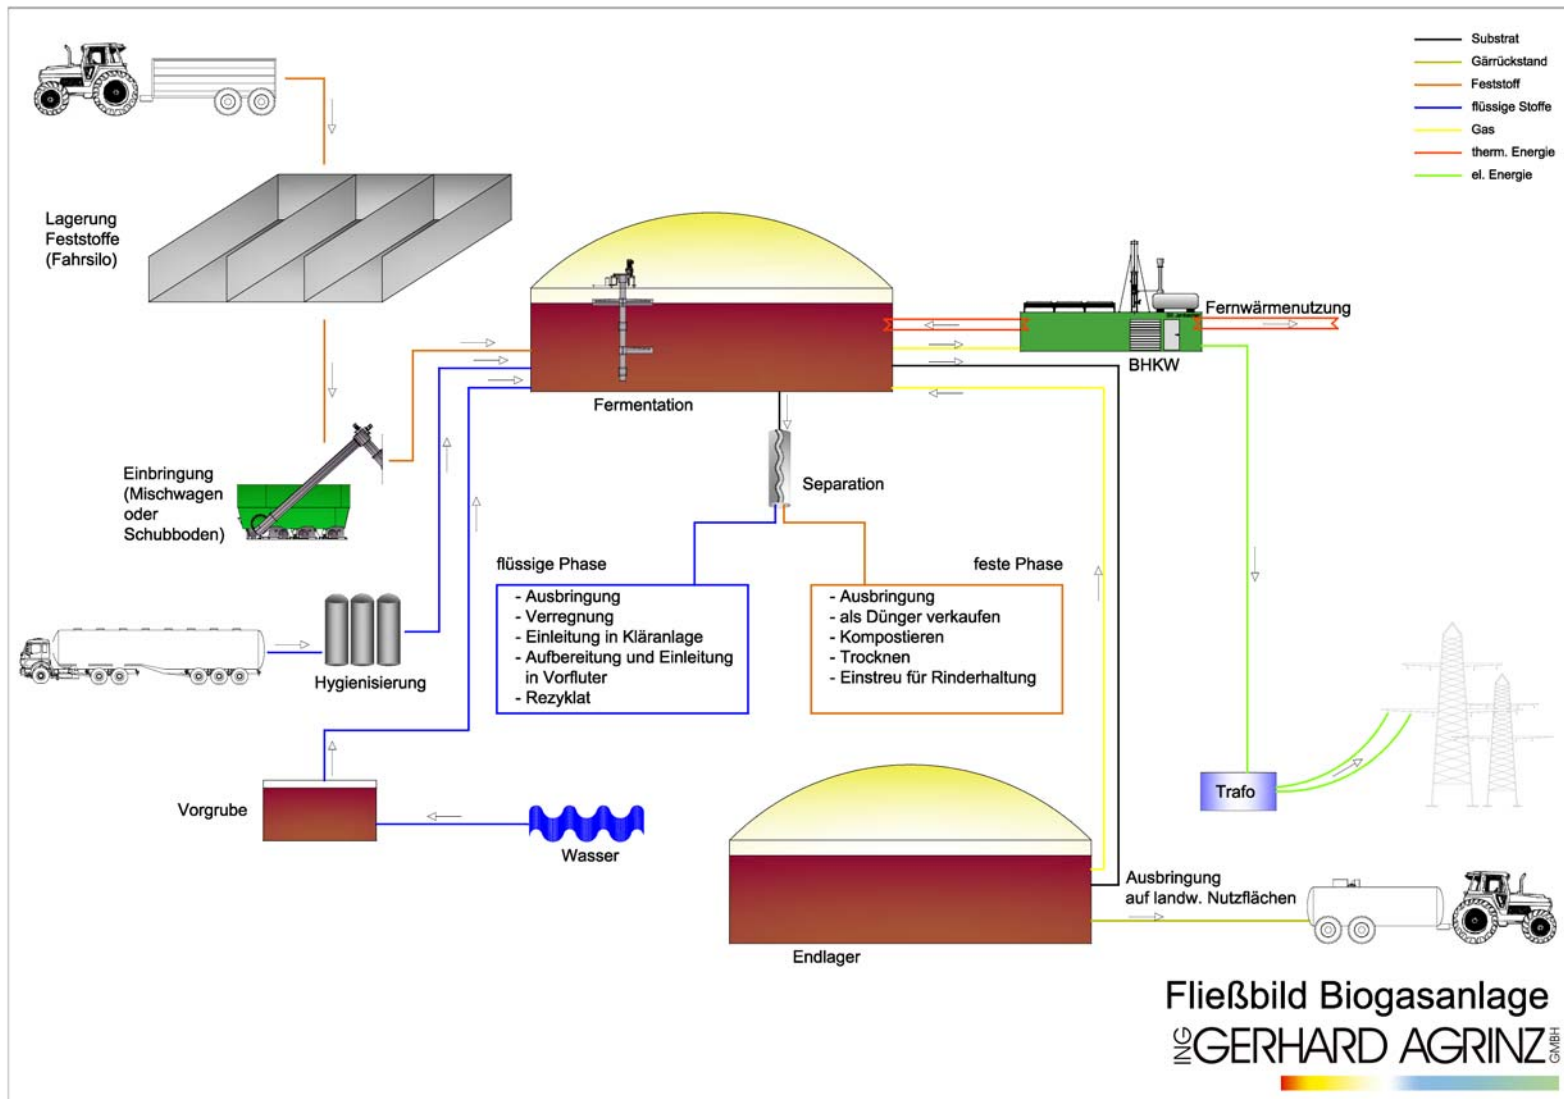 Substrat
Gärrückstand
Feststoff
flüssige Stoffe
Gas
therm. Energie
el. Energie
Lagerung
Feststoffe
(Fahrsilo)
Fernwärmenutzung
BHKW
Fermentation
Einbringung
(Mischwagen
oder
Schubboden)
Separation
flüssige Phase
- Ausbringung
- Verregnung
- Einleitung in Kläranlage
- Aufbereitung und Einleitung
in Vorfluter
- Rezyklat
feste Phase
- Ausbringung
- als Dünger verkaufen
- Kompostieren
- Trocknen
- Einstreu für Rinderhaltung
Hygienisierung
Vorgrube
Wasser
Trafo
Ausbringung
auf landw. Nutzflächen
Endlager
Fließbild Biogasanlage
ING GERHARD AGRINZ GMBH